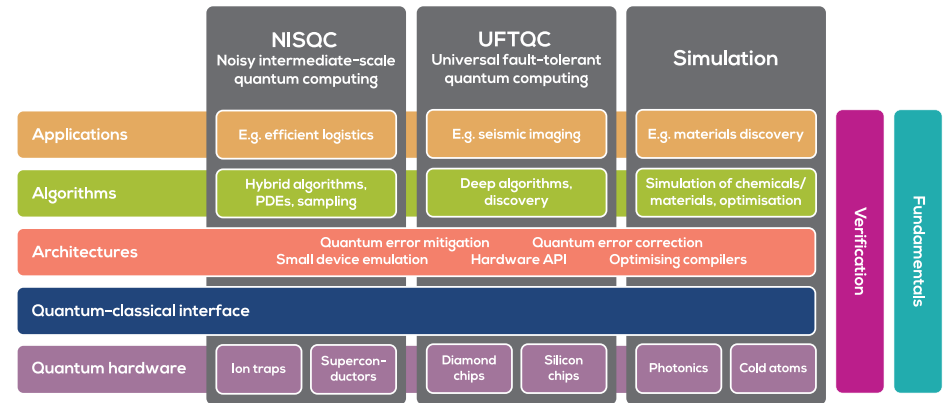 NISQC
Noisy intermediate-scale
quantum computing
UFTQC
Universal fault-tolerant
quantum computing
Simulation
Applications
E.g. efficient logistics
E.g. seismic imaging
E.g. materials discovery
Algorithms
Hybrid algorithms,
PDEs, sampling
Deep algorithms,
discovery
Simulation of chemicals/
materials, optimisation
Architectures
Quantum error mitigation
Quantum error correction
Small device emulation
Hardware API
Optimising compilers
Quantum-classical interface
Quantum hardware
Ion traps
Supercon-
ductors
Diamond
chips
Silicon
chips
Photonics
Cold atoms
Verification
Fundamentals